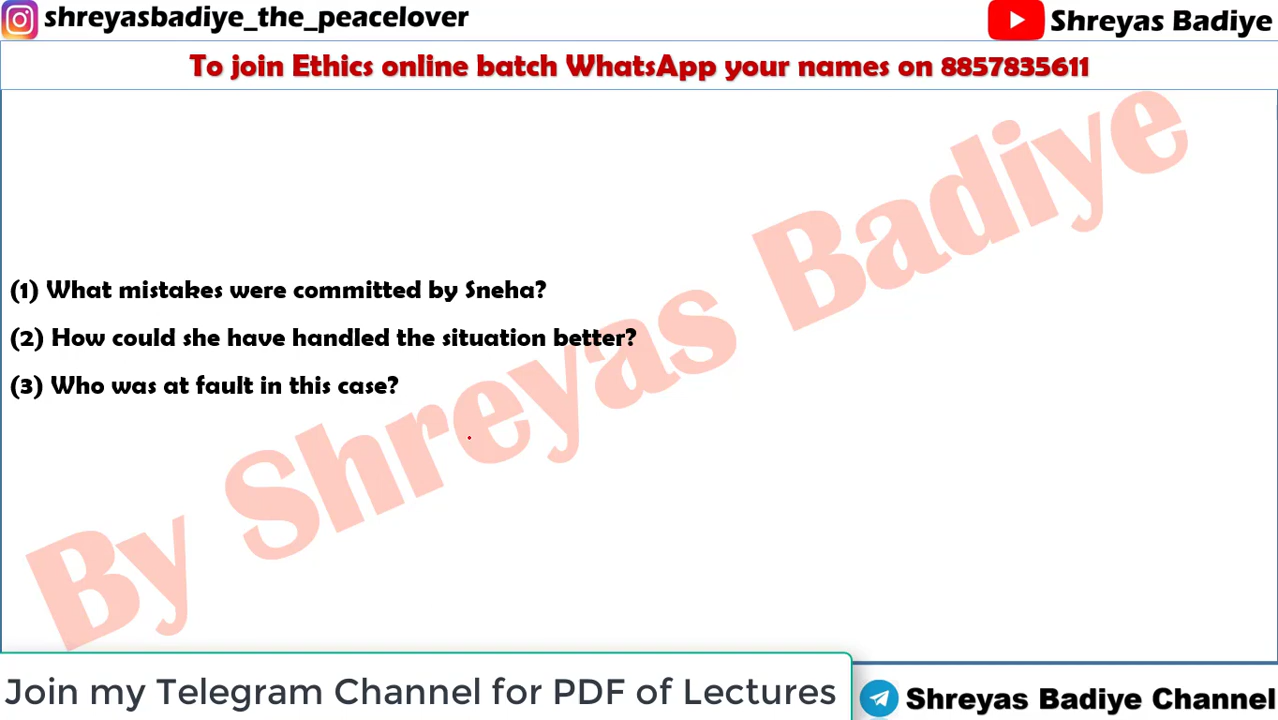 shreyasbadiye_the_peacelover
Shreyas Badiye
To join Ethics online batch WhatsApp your names on 8857835611
(1) What mistakes were committed by Sneha?
(2) How could she have handled the situation better?
(3) Who was at fault in this case?
By Shreyas Badiye
Join my Telegram Channel for PDF of Lectures
Shreyas Badiye Channel